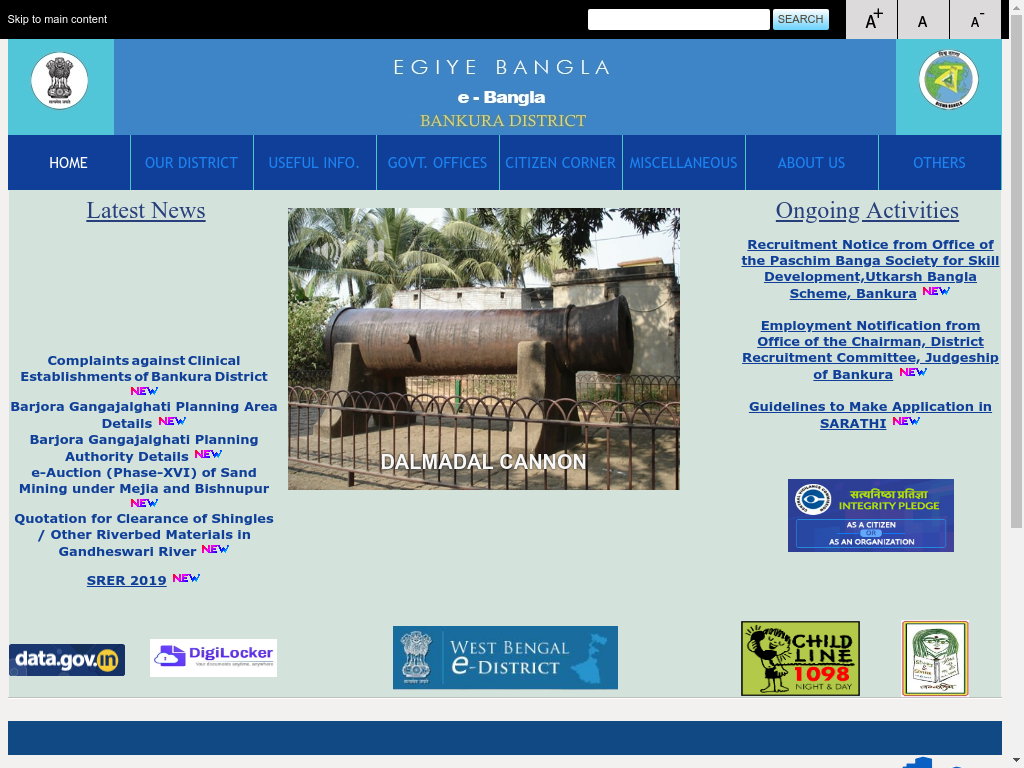 Skip to main content
SEARCH
A+
A
A-
EGIYE BANGLA
e - Bangla
BANKURA DISTRICT
HOME
OUR DISTRICT
USEFUL INFO.
GOVT. OFFICES
CITIZEN CORNER
MISCELLANEOUS
ABOUT US
OTHERS
Latest News
Complaints against Clinical
Establishments of Bankura District
NEW
Barjora Gangajalghati Planning Area
Details NEW
Barjora Gangajalghati Planning
Authority Details NEW
e-Auction (Phase-XVI) of Sand
Mining under Mejia and Bishnupur
NEW
Quotation for Clearance of Shingles
/ Other Riverbed Materials in
Gandheswari River NEW
SRER 2019 NEW
DALMADAL CANNON
Ongoing Activities
Recruitment Notice from Office of
the Paschim Banga Society for Skill
Development,Utkarsh Bangla
Scheme, Bankura NEW
Employment Notification from
Office of the Chairman, District
Recruitment Committee, Judgeship
of Bankura NEW
Guidelines to Make Application in
SARATHI NEW
सत्यनिष्ठा प्रतिज्ञा
INTEGRITY PLEDGE
AS A CITIZEN
OR
AS AN ORGANIZATION
data.gov.in
DigiLocker
Your documents anytime, anywhere
WEST BENGAL
e-DISTRICT
CHILD
LINE
1098
NIGHT & DAY